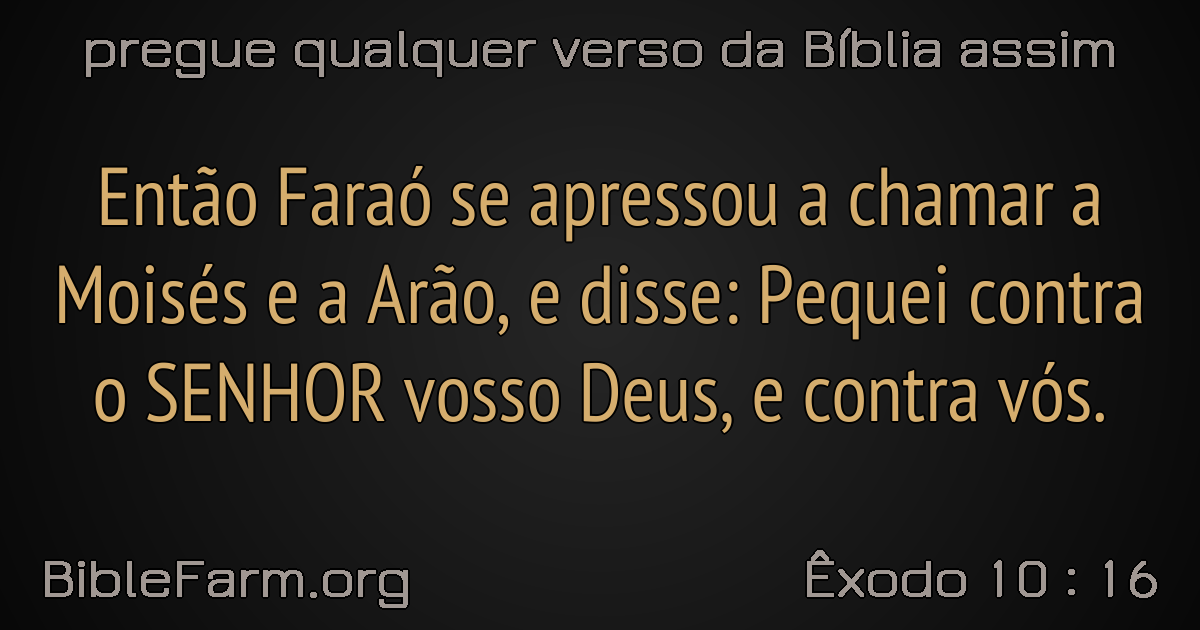 pregue qualquer verso da Bíblia assim
Então Faraó se apressou a chamar a
Moisés e a Arão, e disse: Pequei contra
o SENHOR vosso Deus, e contra vós.
BibleFarm.org
Êxodo 10 : 16